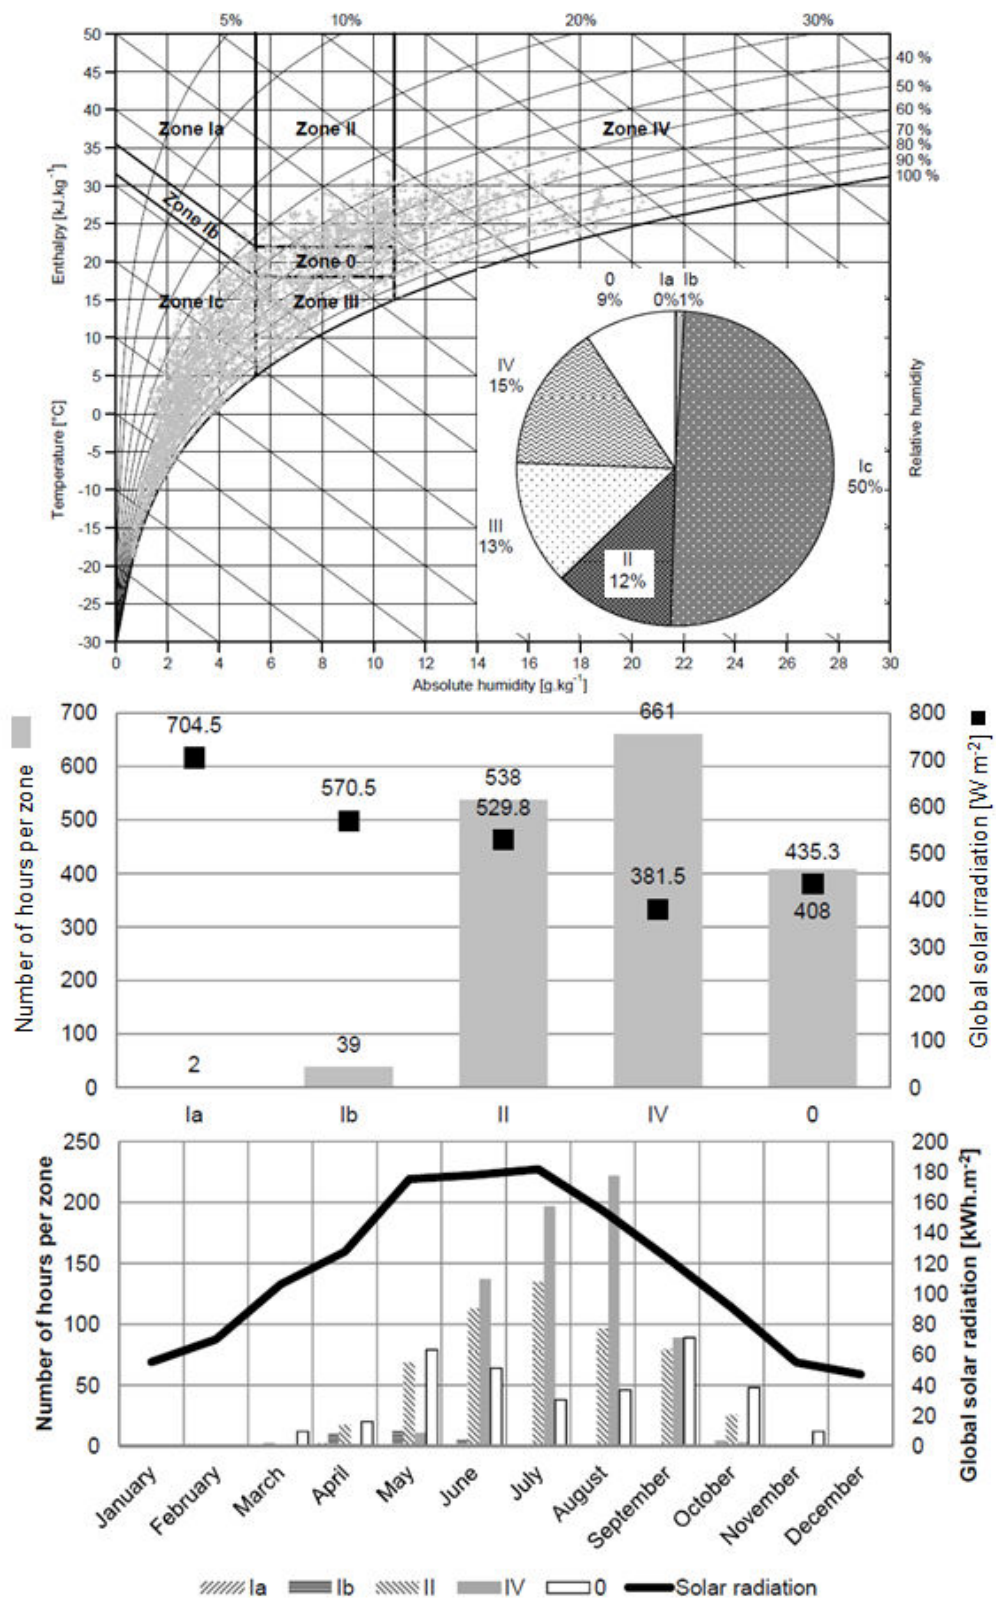 5% 10% 20% 30%
50
45
40
35
30
25
20
15
10
5
0
-5
-10
-15
-20
-25
-30
Enthalpy [kJ.kg-1]
Temperature [°C]
Zone Ia
Zone II
Zone IV
Zone Ib
Zone 0
Zone Ic
Zone III
40 %
50 %
60 %
70 %
80 %
90 %
100 %
Relative humidity
0
9%
Ia
0%
Ib
1%
IV
15%
Ic
50%
III
13%
II
12%
0 2 4 6 8 10 12 14 16 18 20 22 24 26 28 30
Absolute humidity [g.kg-1]
Number of hours per zone
700
600
500
400
300
200
100
0
704.5
570.5
538
529.8
661
381.5
435.3
408
2
39
800
700
600
500
400
300
200
100
0
Global solar irradiation [W m-2]
Ia Ib II IV 0
Number of hours per zone
250
200
150
100
50
0
200
180
160
140
120
100
80
60
40
20
0
Global solar radiation [kWh.m-2]
January February March April May June July August September October November December
Ia Ib II IV 0 Solar radiation